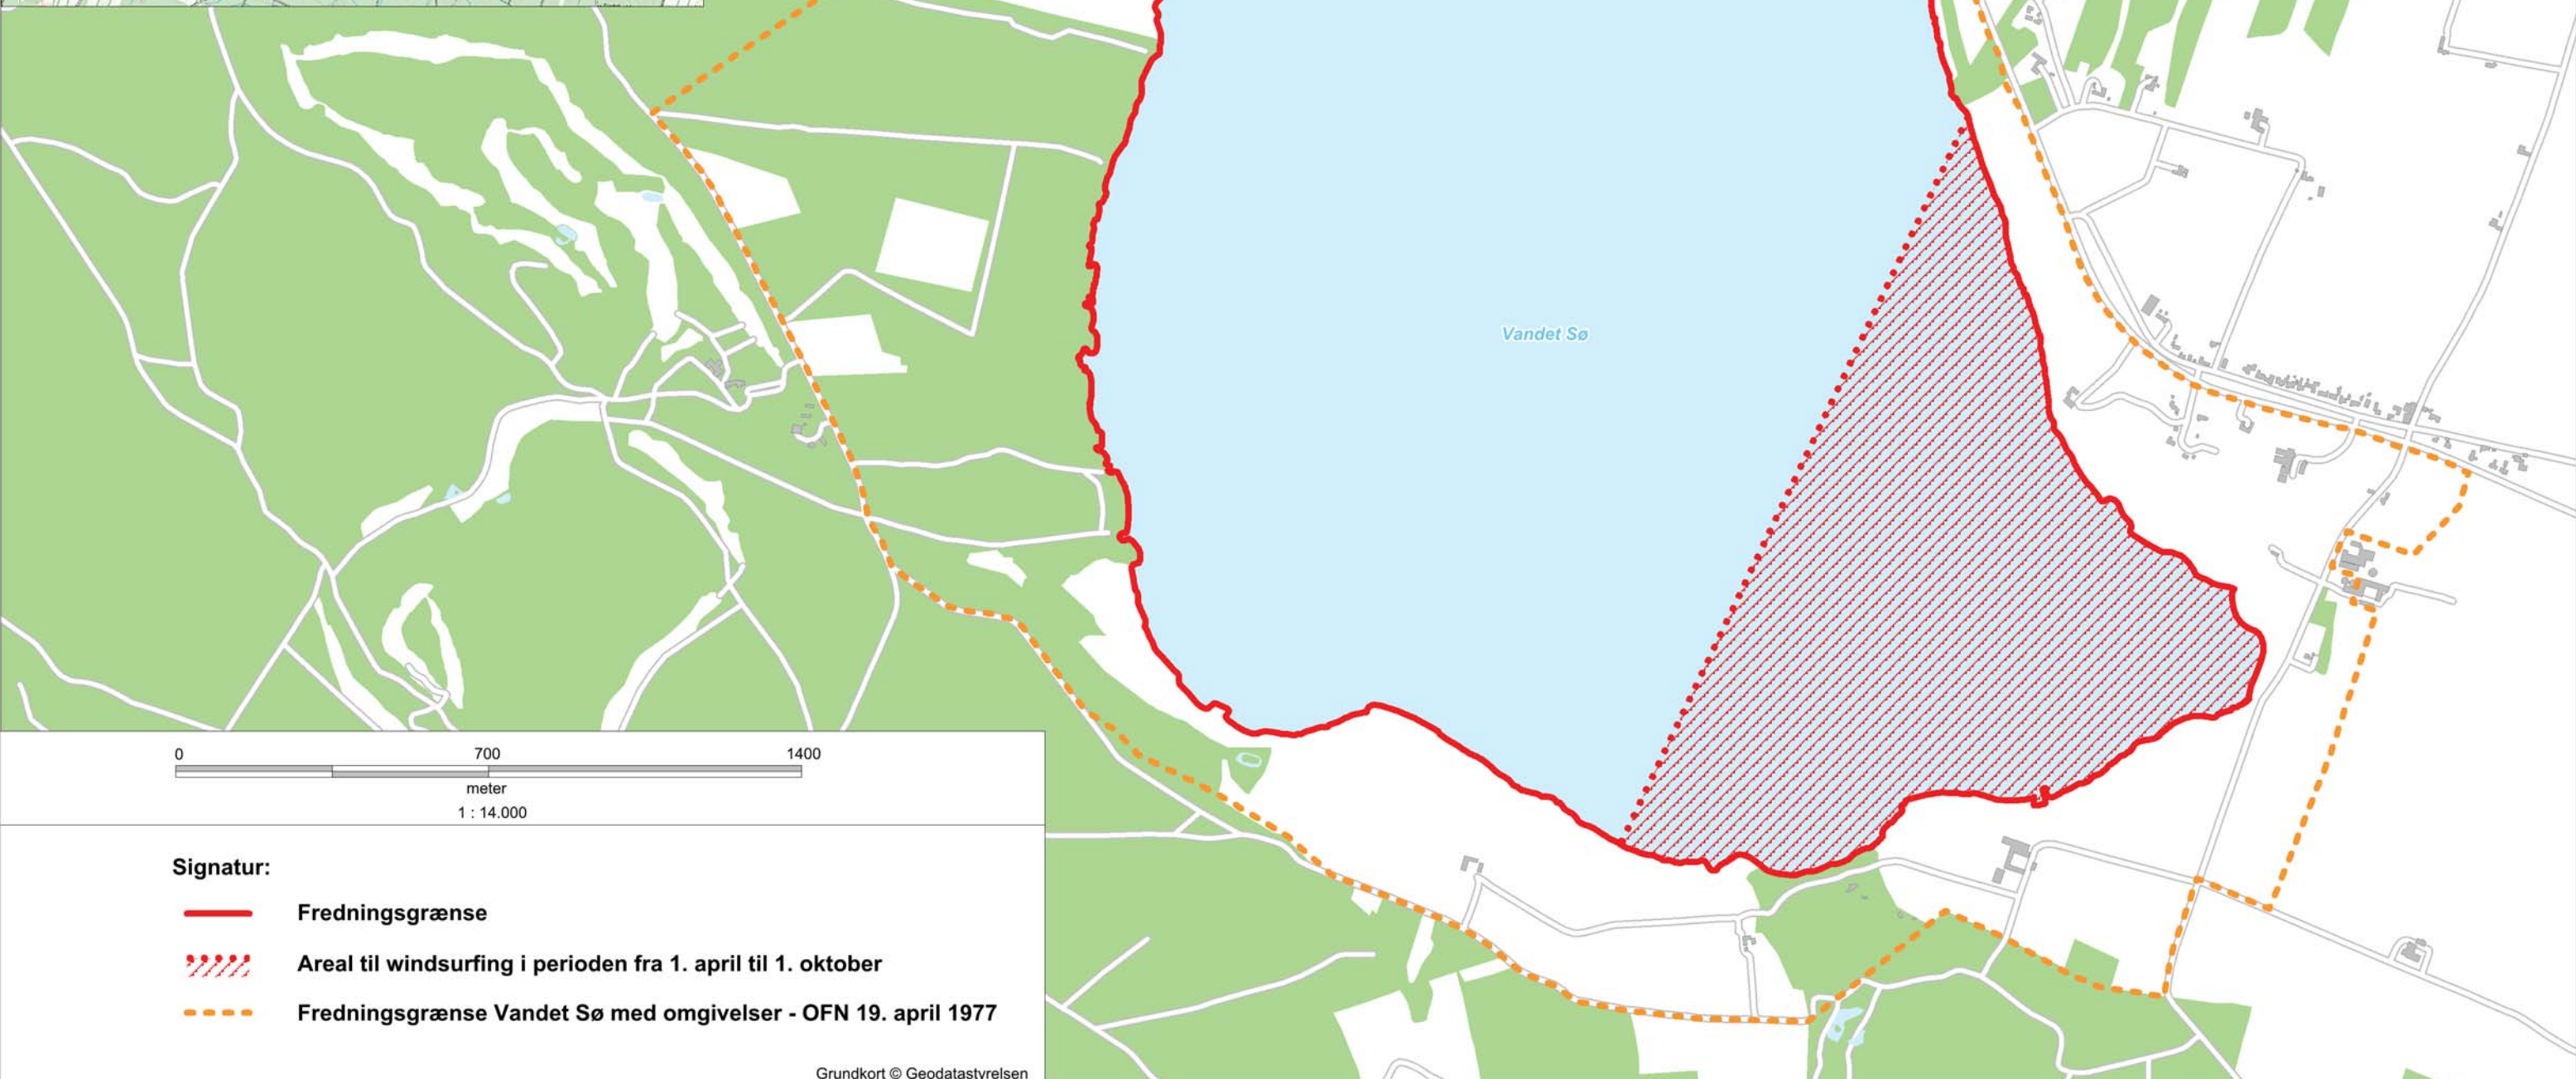 Vandet Sø
0 700 1400
meter
1 : 14.000
Signatur:
Fredningsgrænse
Areal til windsurfing i perioden fra 1. april til 1. oktober
Fredningsgrænse Vandet Sø med omgivelser - OFN 19. april 1977
Grundkort © Geodatastyrelsen